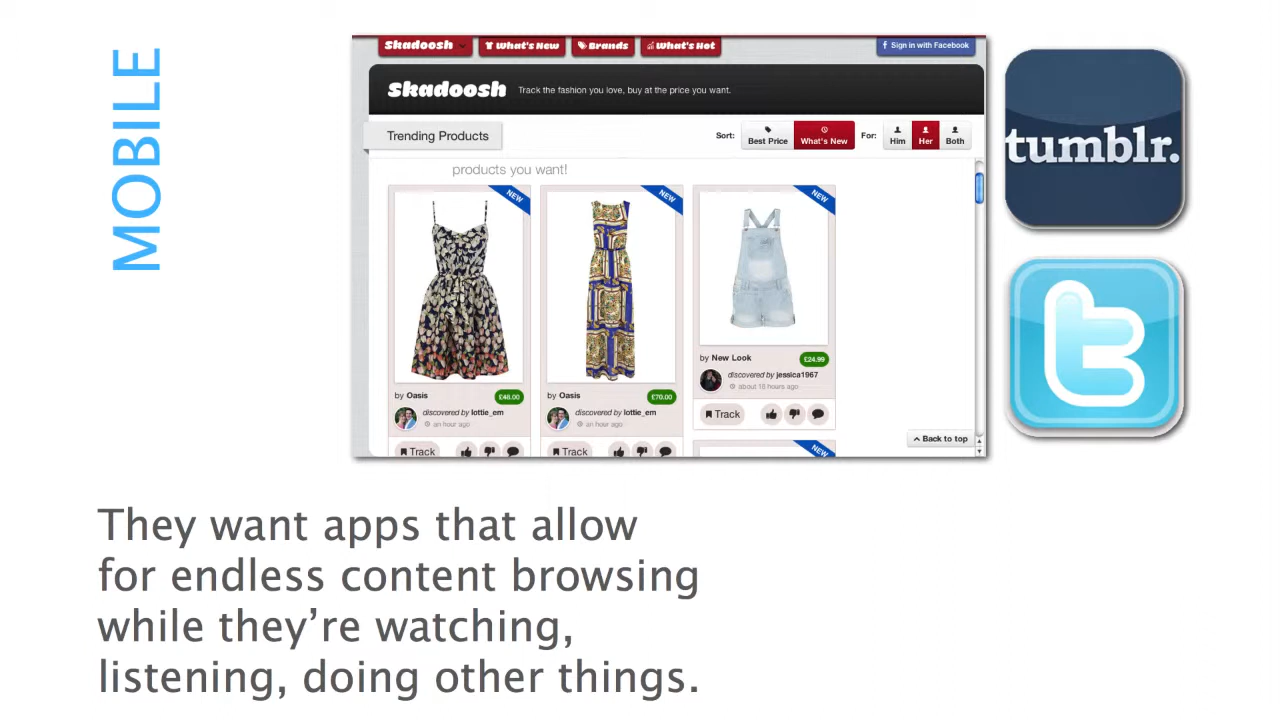 MOBILE
Skadoosh
What's New
Brands
What's Hot
Sign in with Facebook
Skadoosh
Track the fashion you love, buy at the price you want.
Trending Products
Sort:
Best Price
What's New
For:
Him
Her
Both
products you want!
NEW
NEW
NEW
by Oasis
£48.00
discovered by lottie_em
an hour ago
Track
by Oasis
£70.00
discovered by lottie_em
an hour ago
Track
by New Look
£24.99
discovered by jessica1967
about 18 hours ago
Track
NEW
Back to top
tumblr.
t
They want apps that allow
for endless content browsing
while they’re watching,
listening, doing other things.